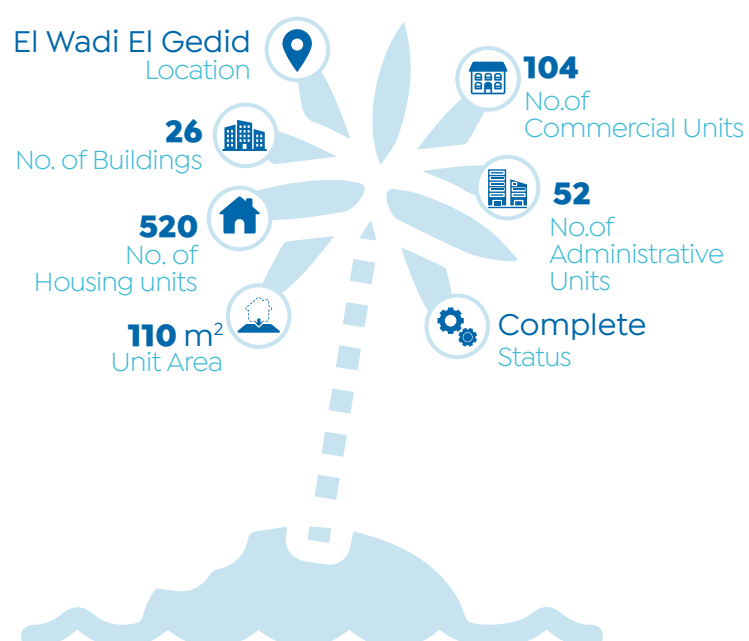 El Wadi El Gedid
Location
26
No. of Buildings
520
No. of
Housing units
110 m²
Unit Area
104
No.of
Commercial Units
52
No.of
Administrative
Units
Complete
Status